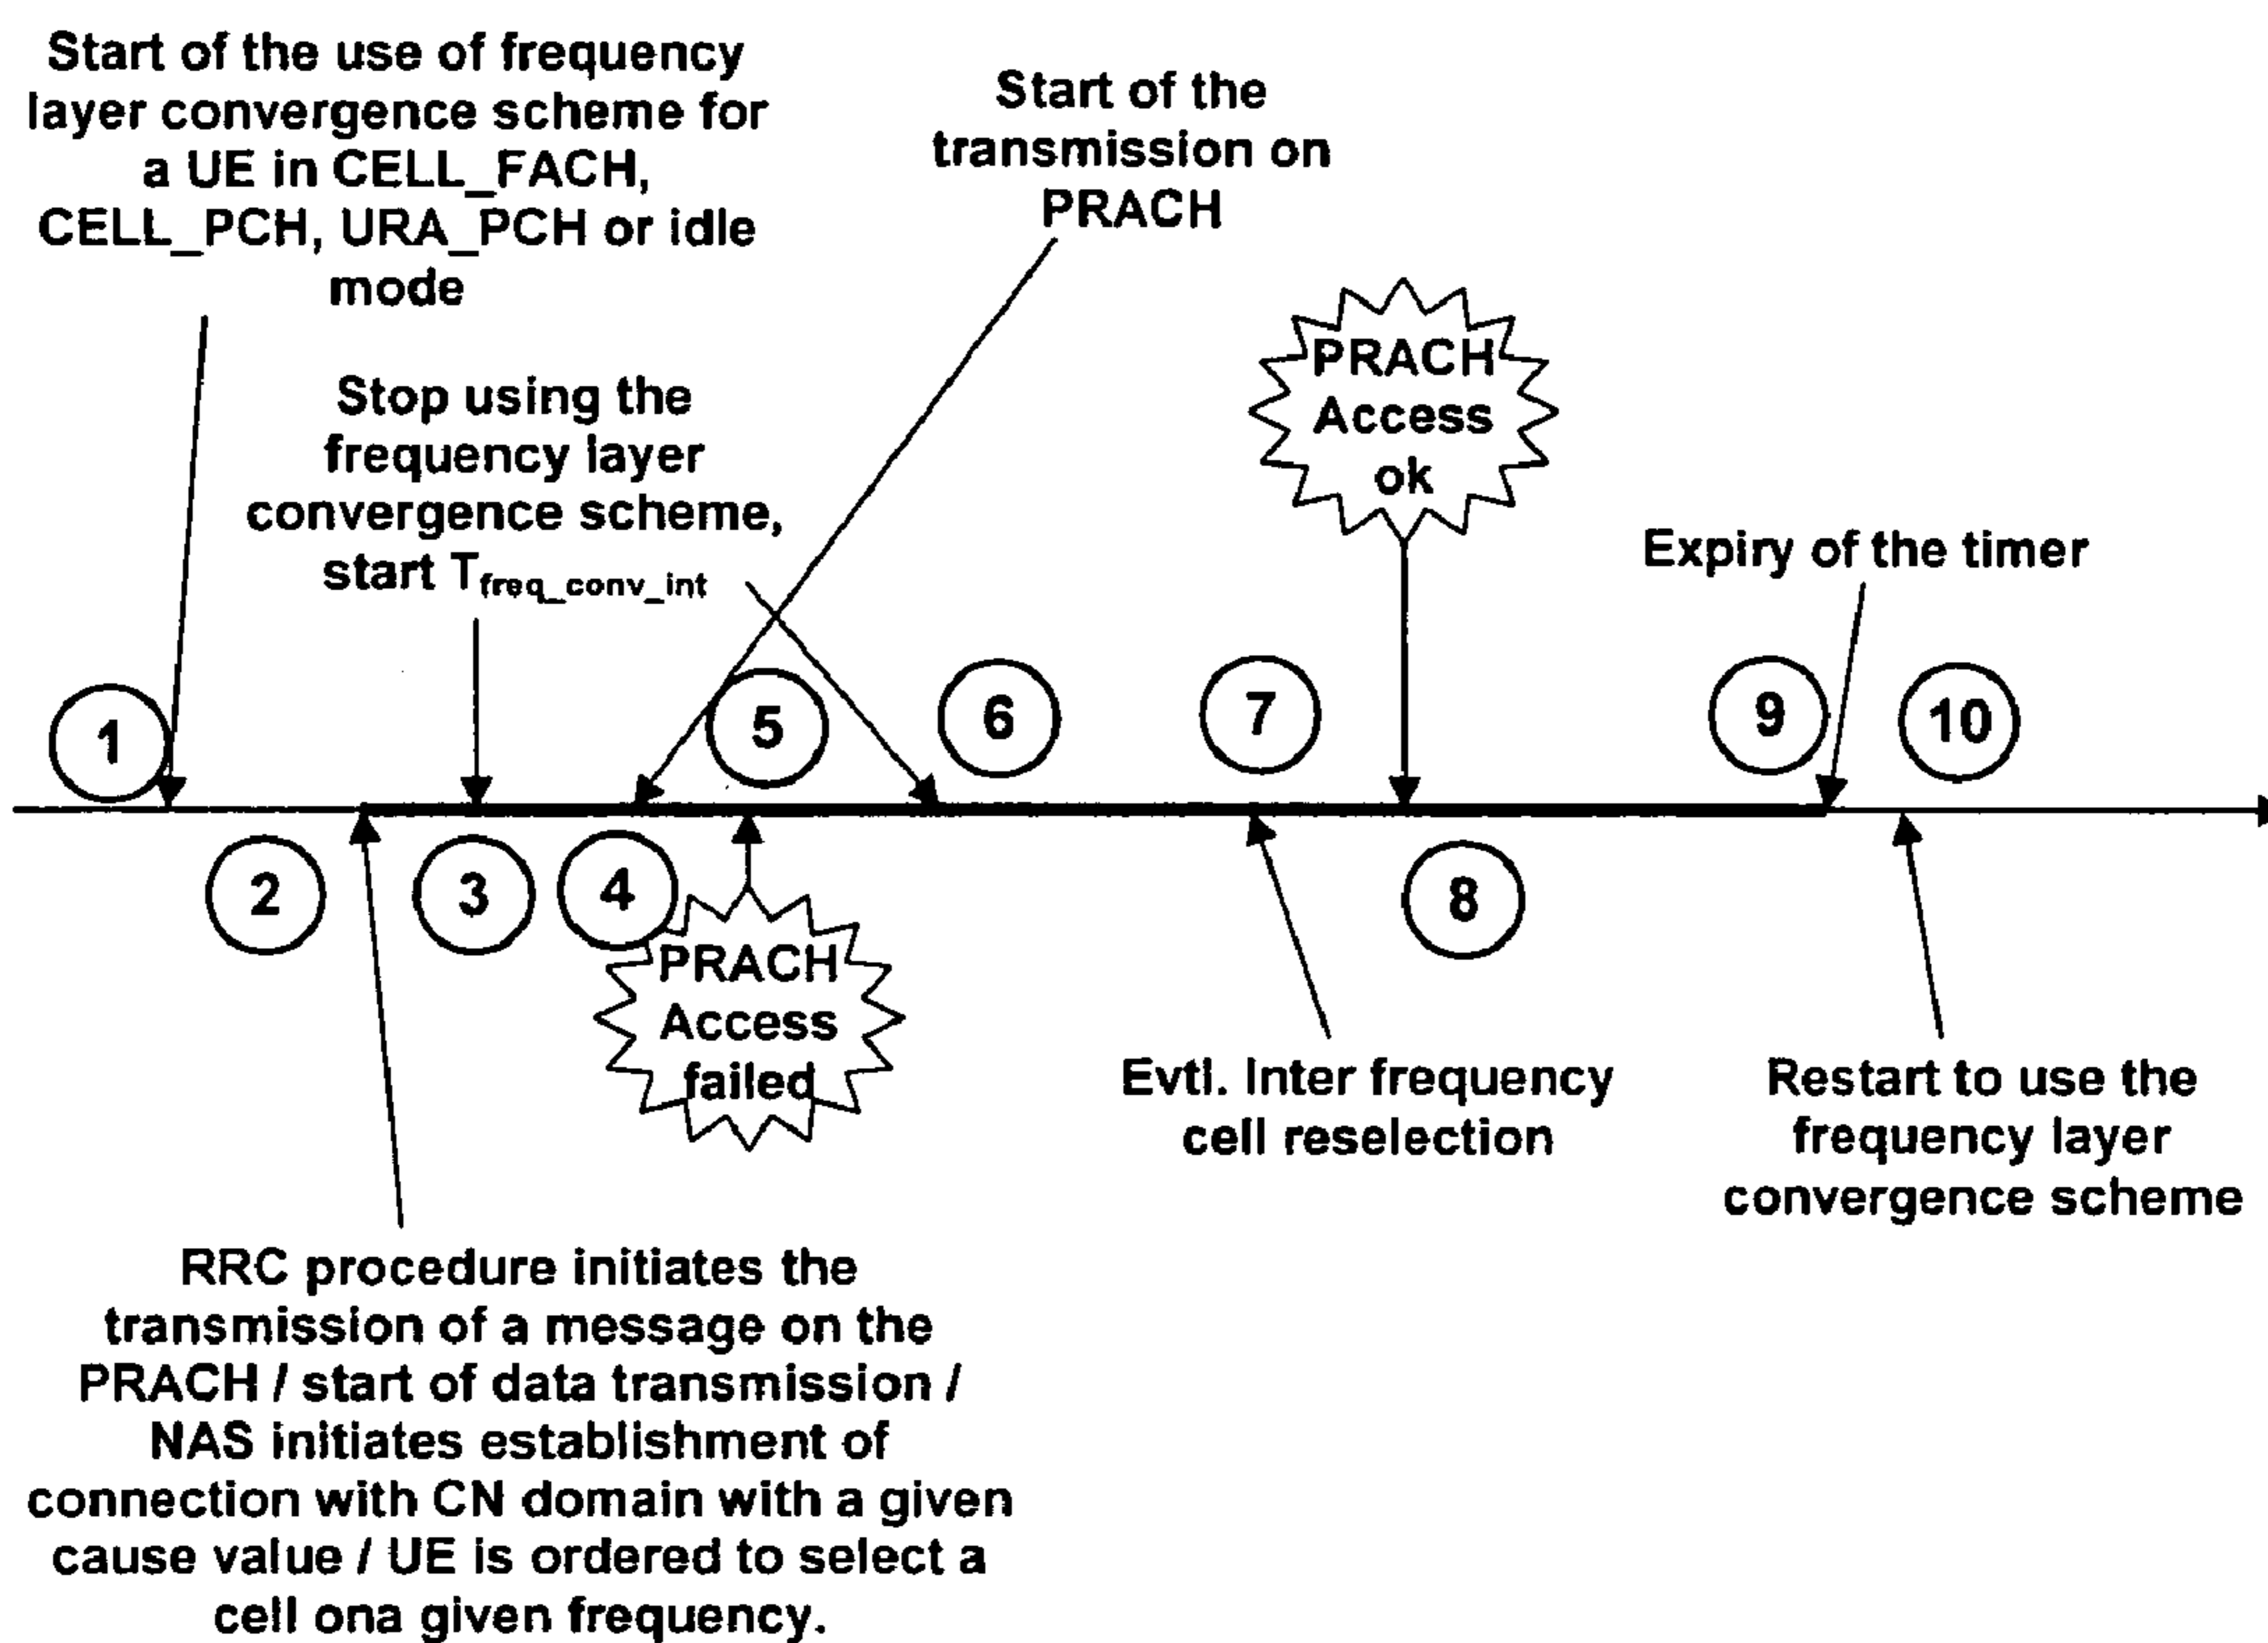 Start of the use of frequency
layer convergence scheme for
a UE in CELL_FACH,
CELL_PCH, URA_PCH or idle
mode
Start of the
transmission on
PRACH
Stop using the
frequency layer
convergence scheme,
start Tfreq_conv_int
PRACH
Access
ok
Expiry of the timer
1
5
6
7
9
10
2
3
4
8
PRACH
Access
failed
Evtl. Inter frequency
cell reselection
Restart to use the
frequency layer
convergence scheme
RRC procedure initiates the
transmission of a message on the
PRACH / start of data transmission /
NAS initiates establishment of
connection with CN domain with a given
cause value / UE is ordered to select a
cell ona given frequency.